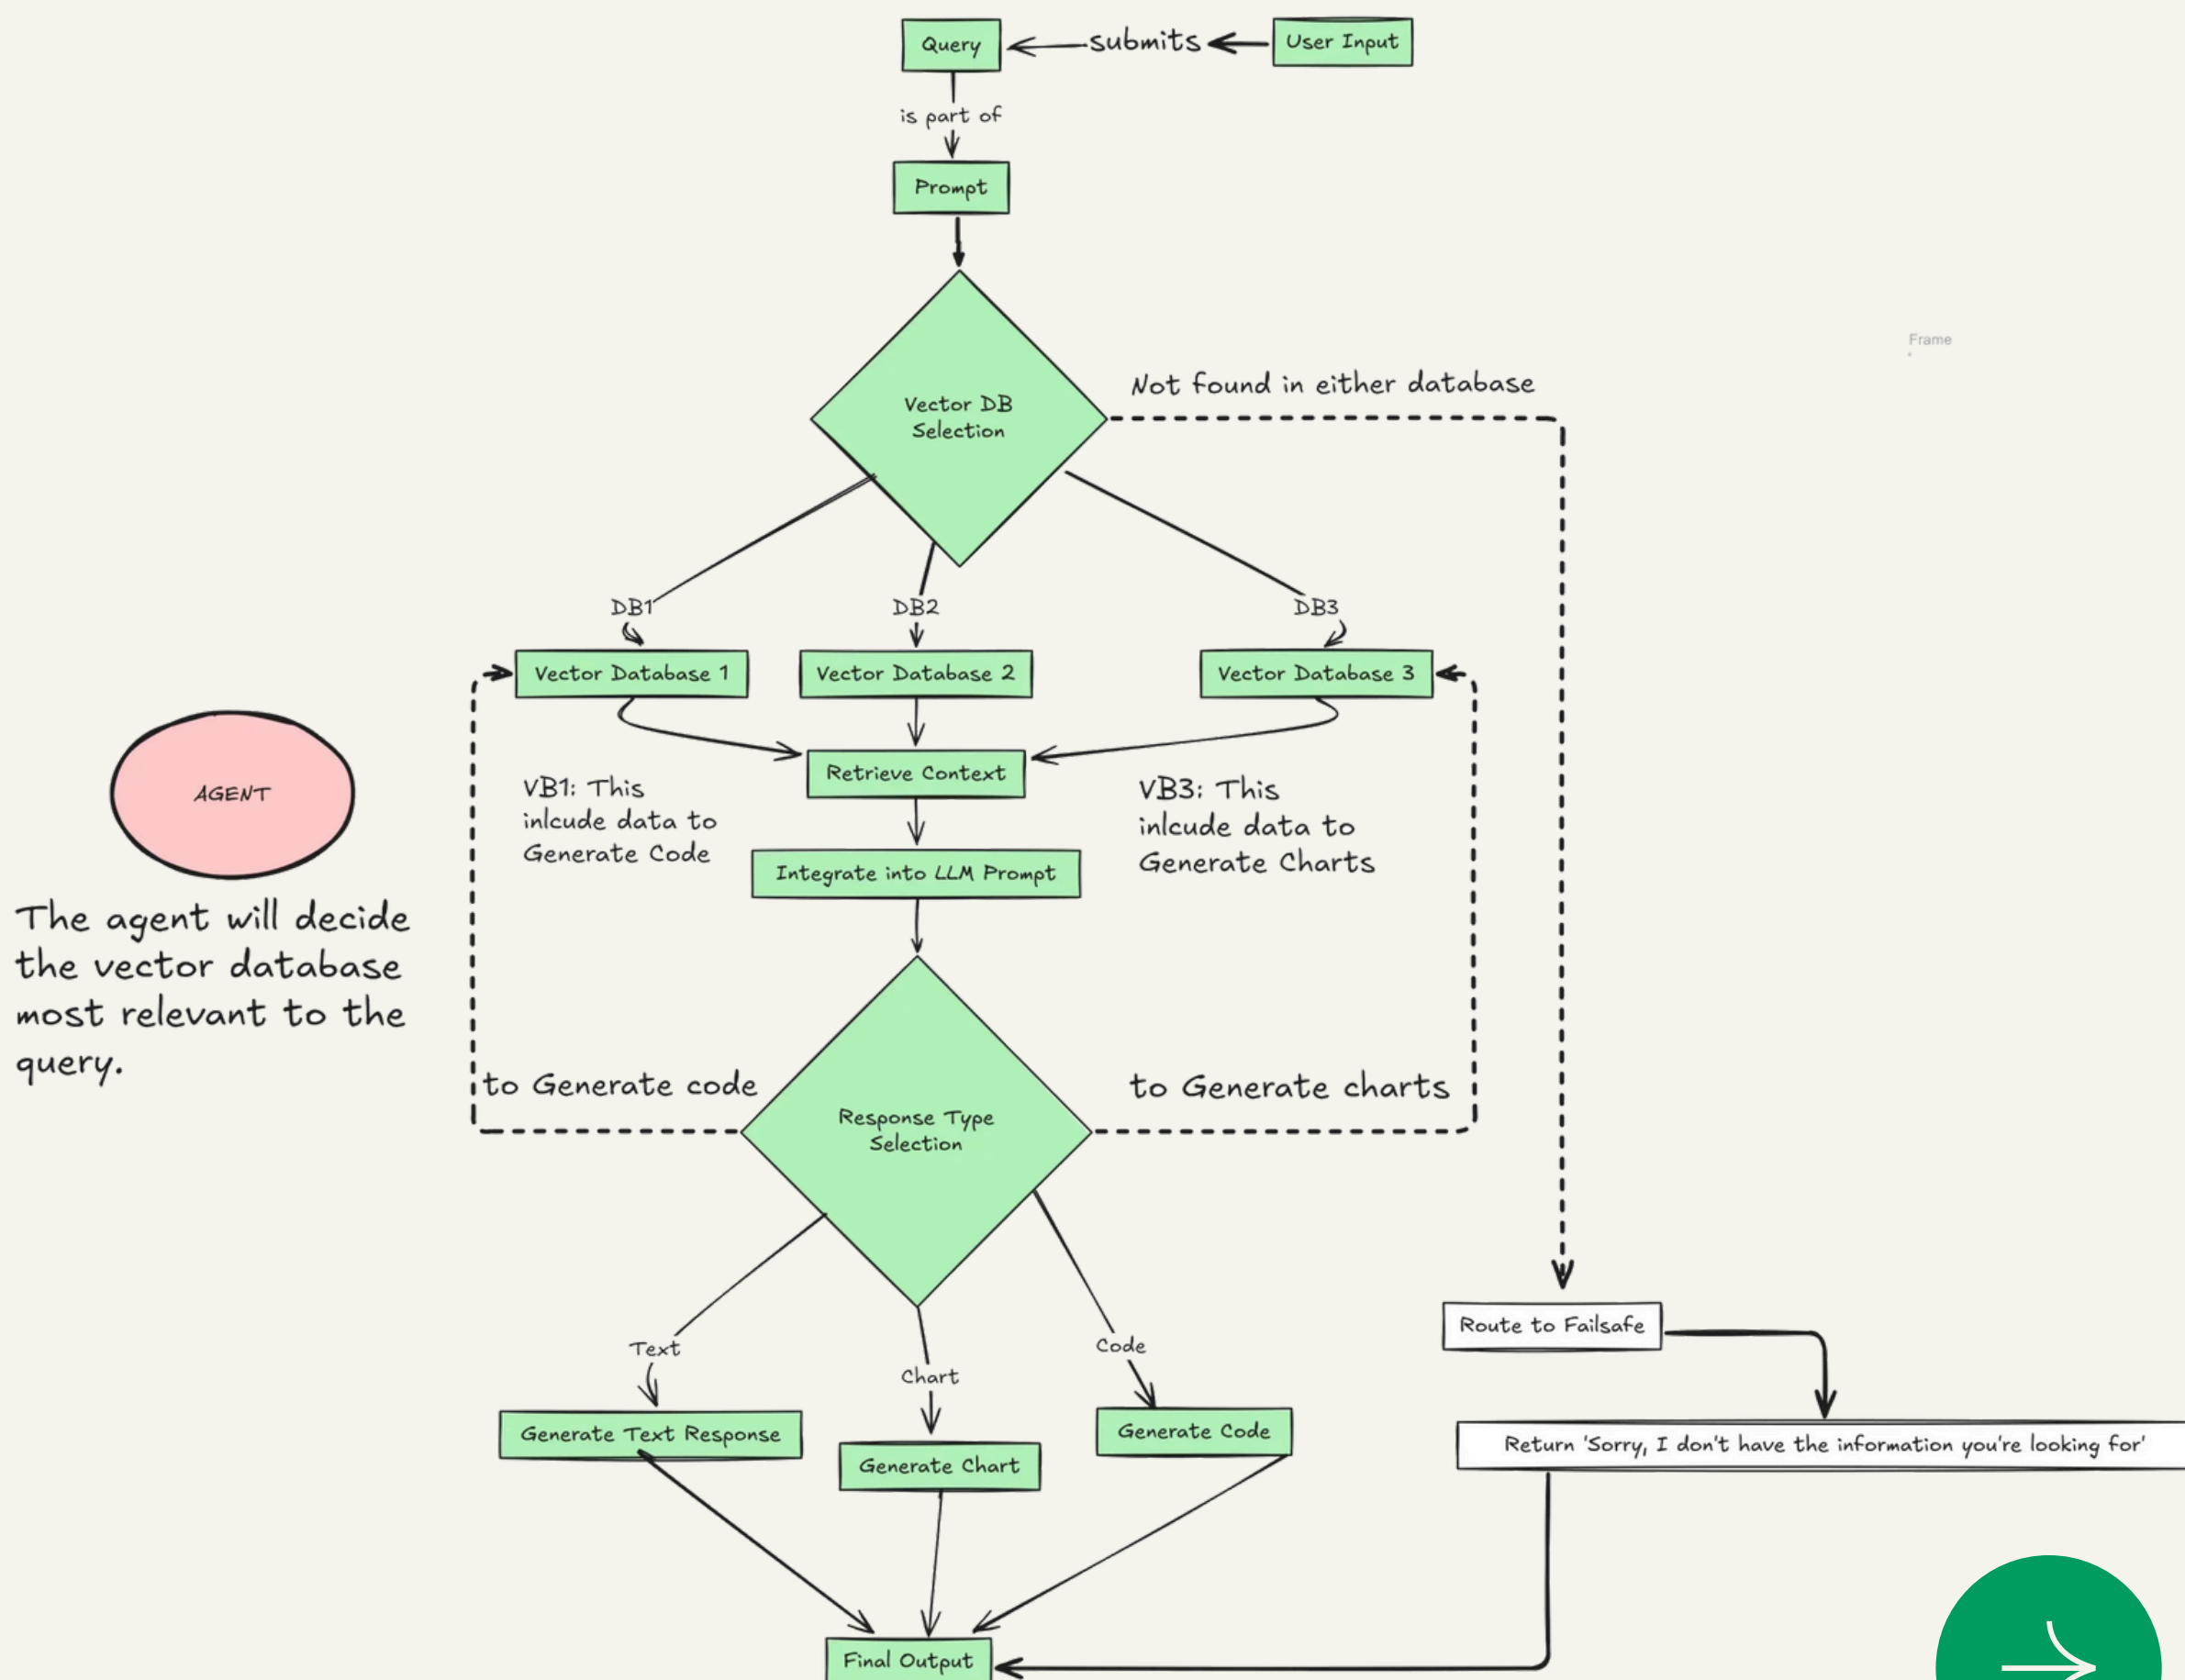 Query
submits
User Input
is part of
Prompt
Frame
Not found in either database
Vector DB
Selection
DB1
DB2
DB3
Vector Database 1
Vector Database 2
Vector Database 3
Retrieve Context
VB1: This
inlcude data to
Generate Code
VB3: This
inlcude data to
Generate Charts
AGENT
Integrate into LLM Prompt
The agent will decide
the vector database
most relevant to the
query.
to Generate code
to Generate charts
Response Type
Selection
Route to Failsafe
Text
Chart
Code
Generate Text Response
Generate Chart
Generate Code
Return 'Sorry, I don't have the information you're looking for'
Final Output